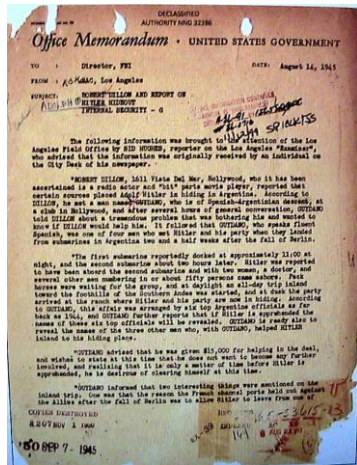 DECLASSIFIED
AUTHORITY NND 32286
Office Memorandum • UNITED STATES GOVERNMENT
TO : Director, FBI DATE: August 14, 1945
FROM : SAC, Los Angeles
SUBJECT: ROBERT DILLON AND REPORT ON
HITLER HIDEOUT
INTERNAL SECURITY - G
The following information was brought to the attention of the Los
Angeles Field Office by SID HUGHES, reporter on the Los Angeles "Examiner",
who advised that the information was originally received by an individual on
the City Desk of his newspaper.
"ROBERT DILLON, 1611 Vista Del Mar, Hollywood, who it has been
ascertained is a radio actor and "bit" parts movie player, reported that
certain sources placed Adolf Hitler in hiding in Argentina. According to
DILLON, he met a man named GUTDANO, who is of Spanish-Argentinian descent, at
a club in Hollywood, and after several hours of general conversation, GUTDANO
told DILLON about a tremendous problem that was bothering him and wanted to
know if DILLON would help him. It followed that GUTDANO, who speaks fluent
Spanish, was one of four men who met Hitler and his party when they landed
from submarines in Argentina two and a half weeks after the fall of Berlin.
"The first submarine reportedly docked at approximately 11:00 at
night, and the second submarine about two hours later. Hitler was reported
to have been aboard the second submarine and with two women, a doctor, and
several other men numbering in or about fifty persons came ashore. Pack
horses were waiting for the group, and at daylight an all-day trip inland
toward the foothills of the Southern Andes was started, and at dusk the party
arrived at the ranch where Hitler and his party are now in hiding. According
to GUTDANO, this affair was arranged by six top Argentine officials as far
back as and GUTDANO further reports that if Hitler is apprehended the
names of these six top officials will be revealed. GUTDANO is ready also to
reveal the names of the three other men who, with GUTDANO, helped HITLER
inland to his hiding place.
"GUTDANO advised that he was given $15,000 for helping in the deal,
and wished to state at this time that he does not want to become any further
involved, and realizing that it is only a matter of time before Hitler is
apprehended, he is desirous of clearing himself at this time.
"GUTDANO informed that two interesting things were mentioned on the
inland trip. One was that the reason the French channel ports held out against
the Allies after the fall of Berlin was to allow Hitler to leave from one of
COPIES DESTROYED
R 207 NOV 1 1960
50 SEP 7 - 1945